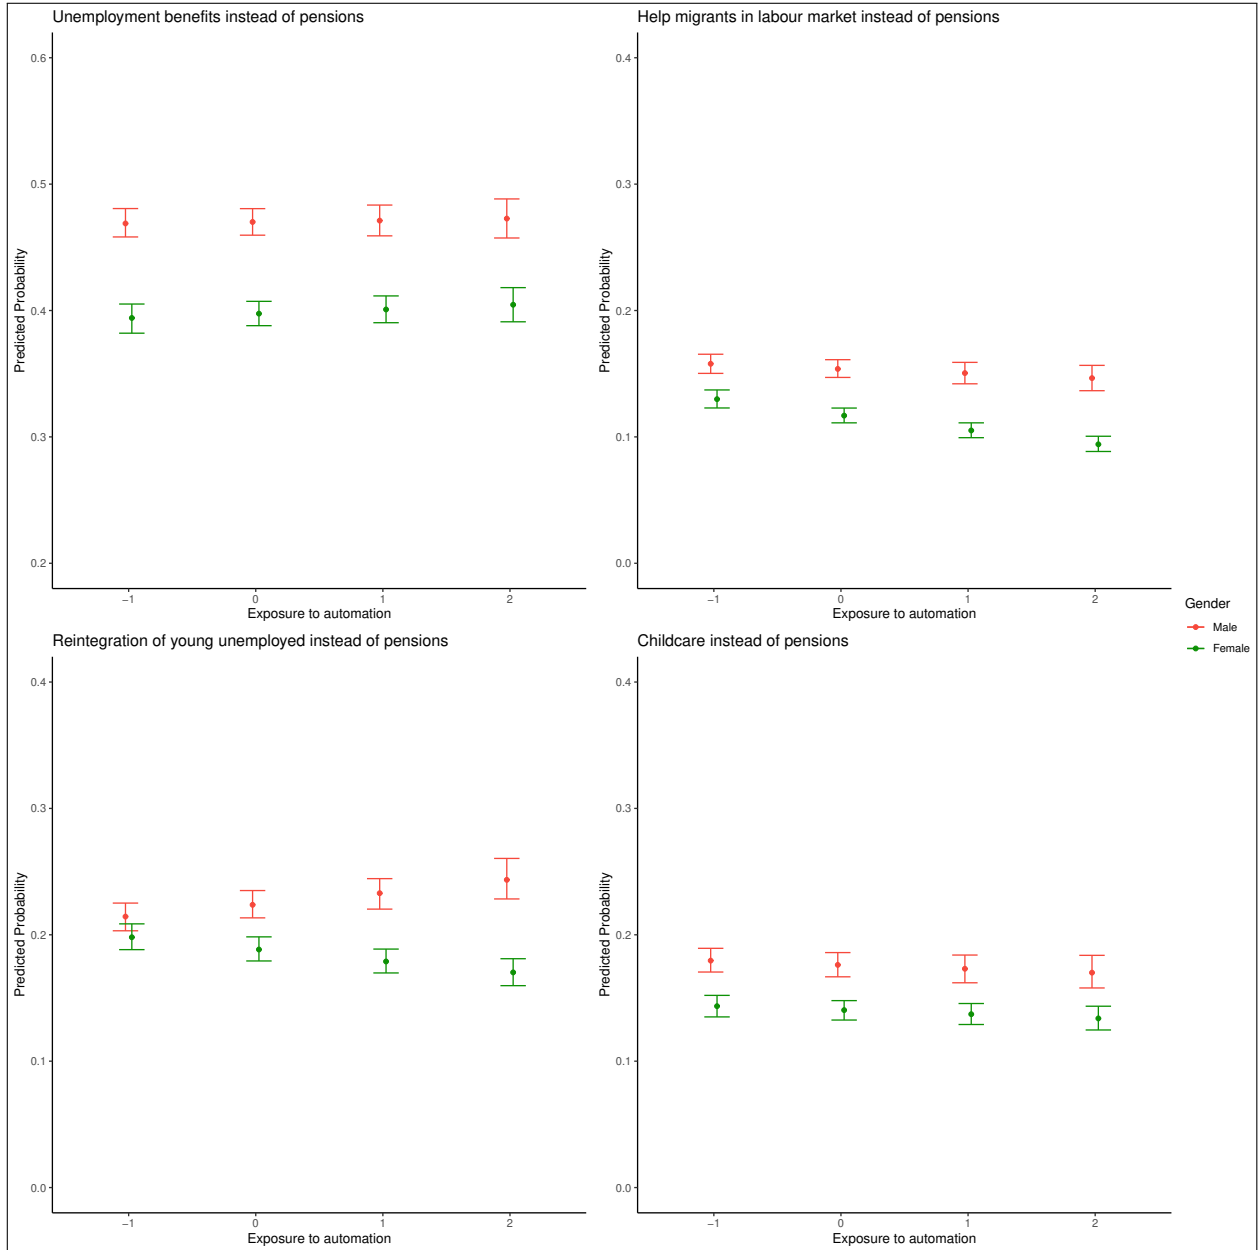 Unemployment benefits instead of pensions
Predicted Probability
0.6
0.5
0.4
0.3
0.2
−1 0 1 2
Exposure to automation
Help migrants in labour market instead of pensions
Predicted Probability
0.4
0.3
0.2
0.1
0.0
−1 0 1 2
Exposure to automation
Gender
Male
Female
Reintegration of young unemployed instead of pensions
Predicted Probability
0.4
0.3
0.2
0.1
0.0
−1 0 1 2
Exposure to automation
Childcare instead of pensions
Predicted Probability
0.4
0.3
0.2
0.1
0.0
−1 0 1 2
Exposure to automation